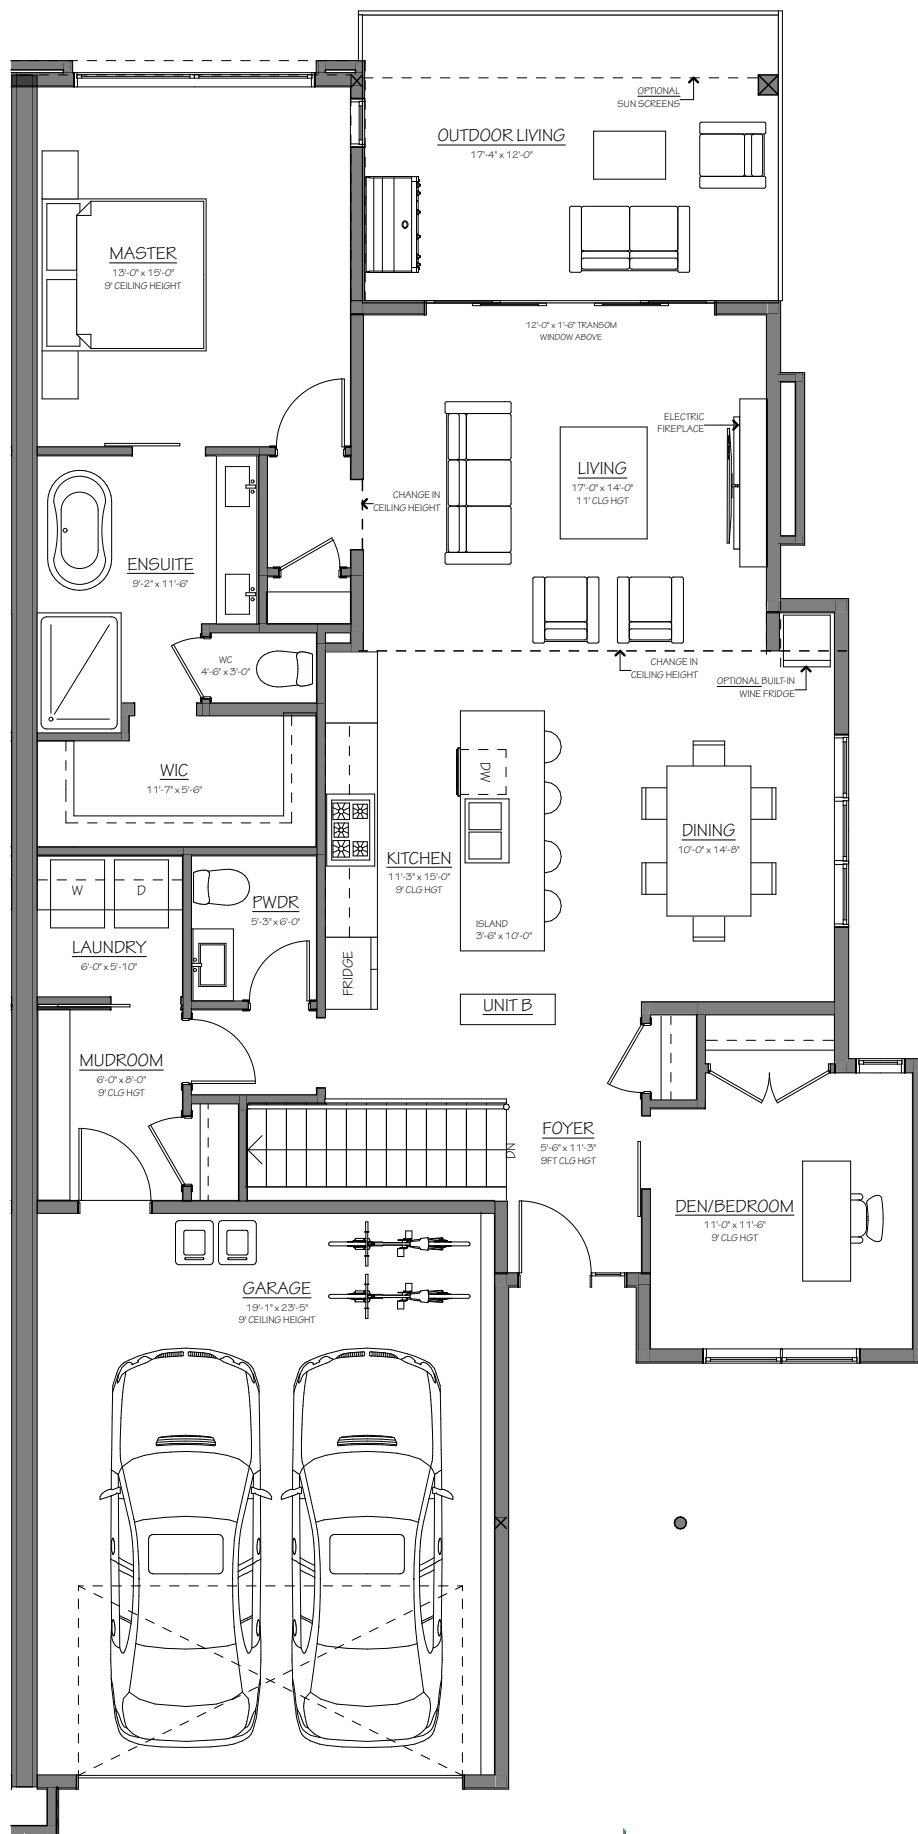 OPTIONAL
SUN SCREENS
OUTDOOR LIVING
17'-4" x 12'-0"
MASTER
13'-0" x 15'-0"
9' CEILING HEIGHT
12'-0" x 1'-6" TRANSOM
WINDOW ABOVE
ELECTRIC
FIREPLACE
LIVING
17'-0" x 14'-0"
11' CLG HGT
CHANGE IN
CEILING HEIGHT
ENSUITE
9'-2" x 11'-6"
WC
4'-6" x 3'-0"
CHANGE IN
CEILING HEIGHT
OPTIONAL BUILT-IN
WINE FRIDGE
WIC
11'-7" x 5'-6"
DW
DINING
10'-0" x 14'-8"
KITCHEN
11'-3" x 15'-0"
9' CLG HGT
W
D
PWDR
5'-3" x 6'-0"
ISLAND
3'-6" x 10'-0"
LAUNDRY
6'-0" x 5'-10"
FRIDGE
UNIT B
MUDROOM
6'-0" x 8'-0"
9' CLG HGT
FOYER
5'-6" x 11'-3"
9FT CLG HGT
DN
DEN/BEDROOM
11'-0" x 11'-6"
9' CLG HGT
GARAGE
19'-1" x 23'-5"
9' CEILING HEIGHT